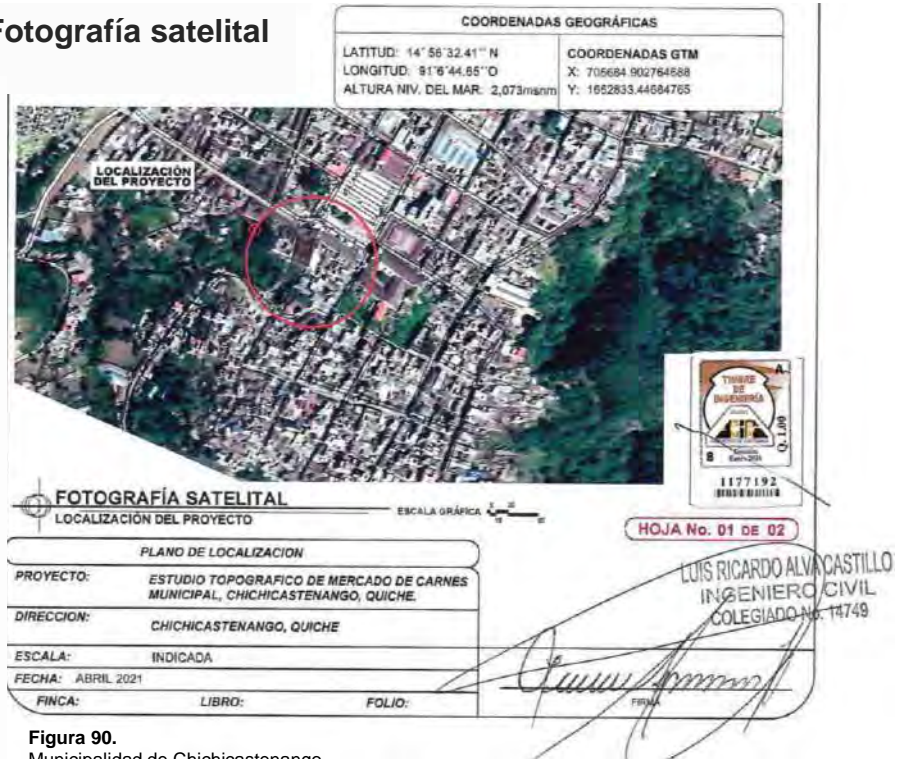 Fotografía satelital
COORDENADAS GEOGRÁFICAS
LATITUD: 14°56'32.41'' N
LONGITUD: 91°6'44.65''O
ALTURA NIV. DEL MAR: 2,073msnm
COORDENADAS GTM
X: 705684.902764688
Y: 1652833.44684765
LOCALIZACIÓN
DEL PROYECTO
TIMBRE
DE
INGENIERÍA
A
B
Q. 1.00
1177192
FOTOGRAFÍA SATELITAL
LOCALIZACIÓN DEL PROYECTO
ESCALA GRÁFICA
HOJA No. 01 DE 02
PLANO DE LOCALIZACION
PROYECTO: ESTUDIO TOPOGRAFICO DE MERCADO DE CARNES
MUNICIPAL, CHICHICASTENANGO, QUICHE.
DIRECCION: CHICHICASTENANGO, QUICHE
ESCALA: INDICADA
FECHA: ABRIL 2021
FINCA: LIBRO: FOLIO:
FIRMA
LUIS RICARDO ALVA CASTILLO
INGENIERO CIVIL
COLEGIADO No. 14749
Figura 90.
Municipalidad de Chichicastenango